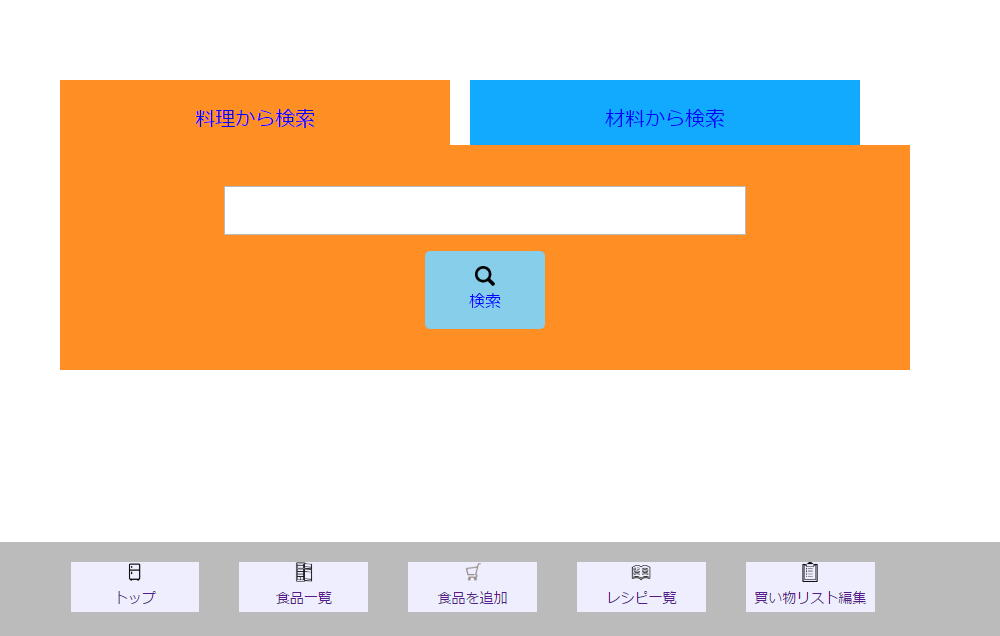 料理から検索
材料から検索
検索
トップ
食品一覧
食品を追加
レシピ一覧
買い物リスト編集